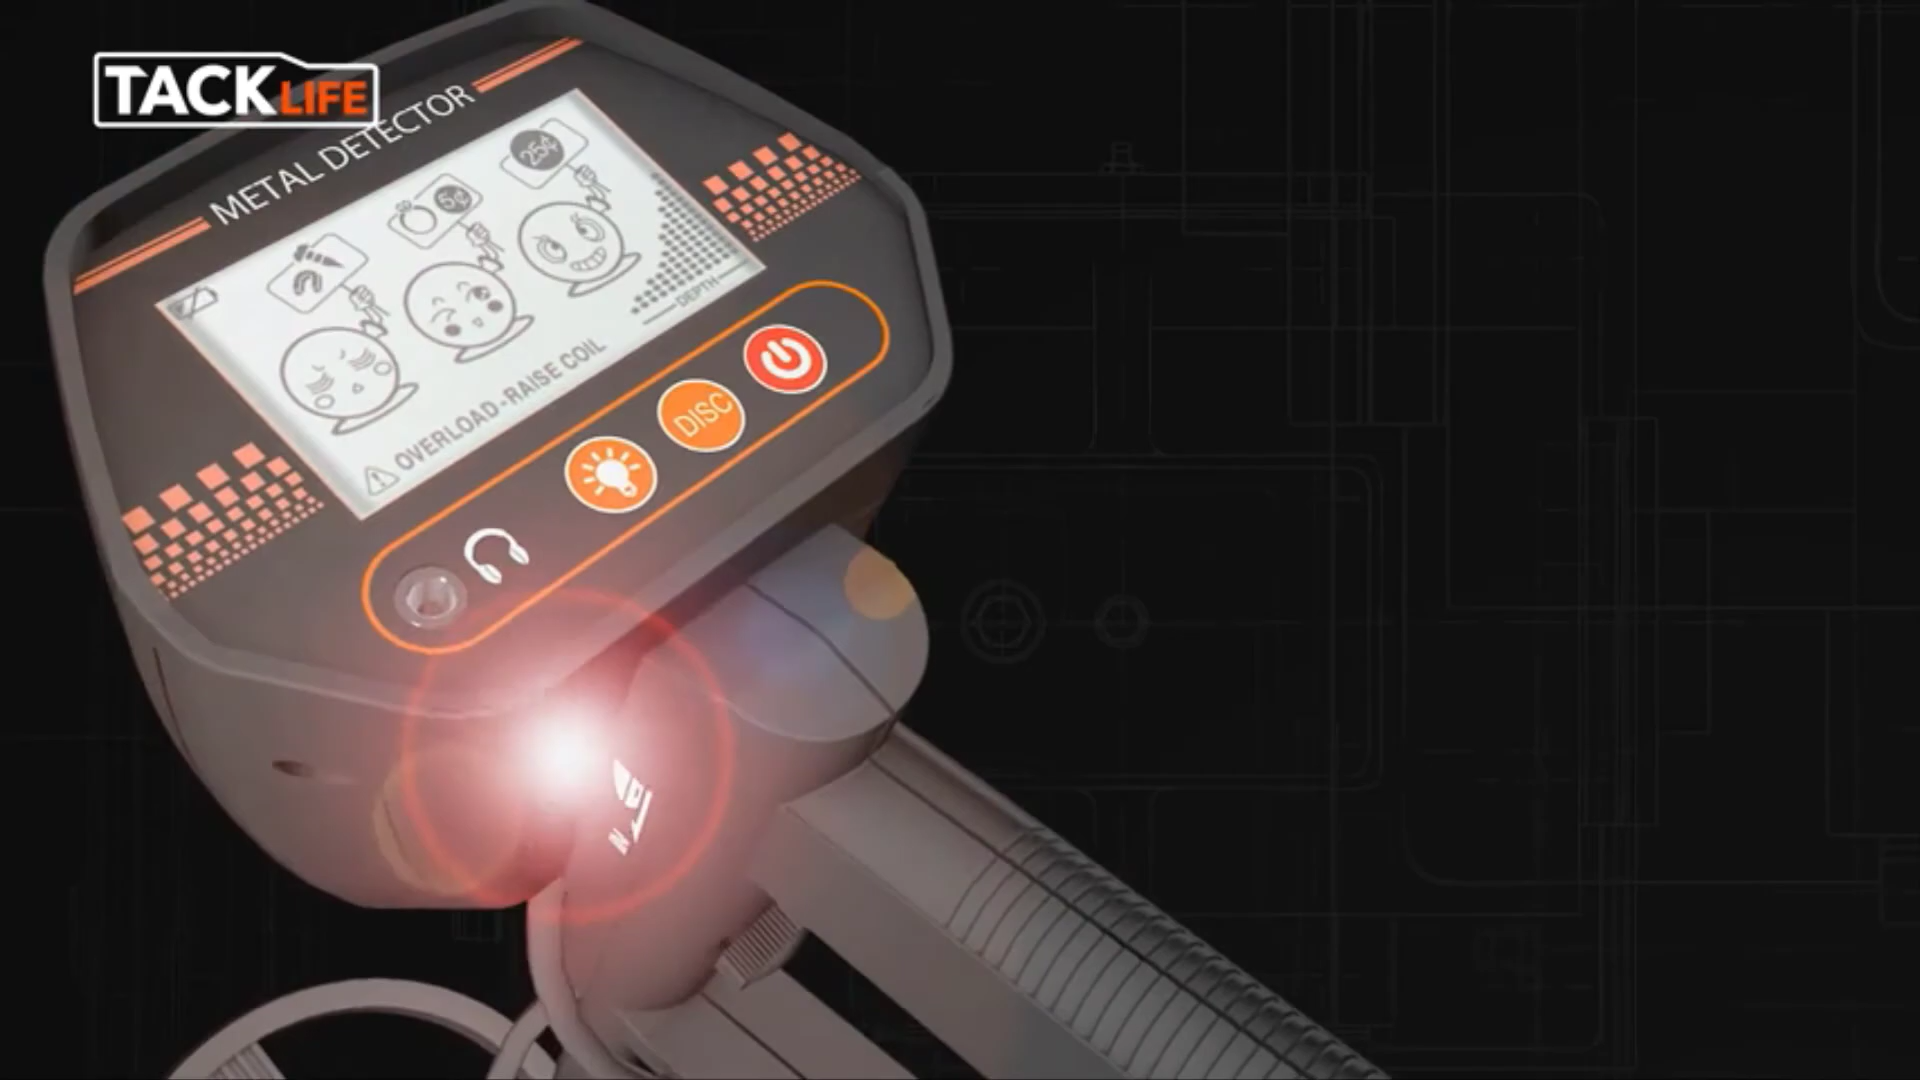 TACKLIFE
METAL DETECTOR
25¢
5¢
DEPTH
OVERLOAD-RAISE COIL
DISC